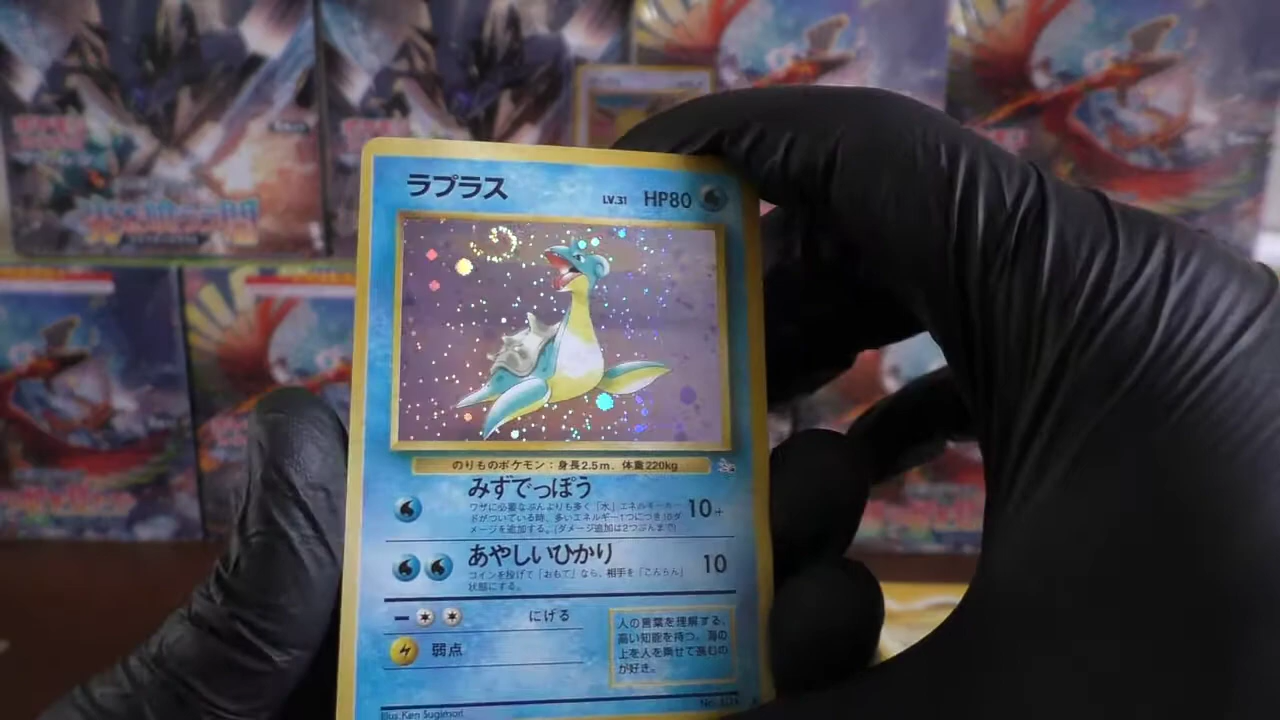 ラプラス
LV.31 HP80
のりものポケモン：身長2.5m、体重220kg
みずでっぽう
ワザに必要なぶんよりも多く「水」エネルギーカー
ドがついている時、多いエネルギー1つにつき10ダ
メージを追加する。(ダメージ追加は2つぶんまで)
10+
あやしいひかり
コインを投げて「おもて」なら、相手を「こんらん」
状態にする。
10
にげる
弱点
人の言葉を理解する、
高い知能を持つ。海の
上を人を乗せて進むの
が好き。
Illus.Ken Sugimori
No.131